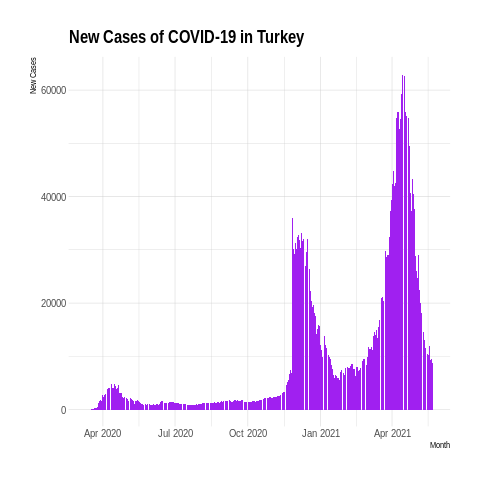 New Cases of COVID-19 in Turkey
New Cases
60000
40000
20000
0
Apr 2020 Jul 2020 Oct 2020 Jan 2021 Apr 2021
Month